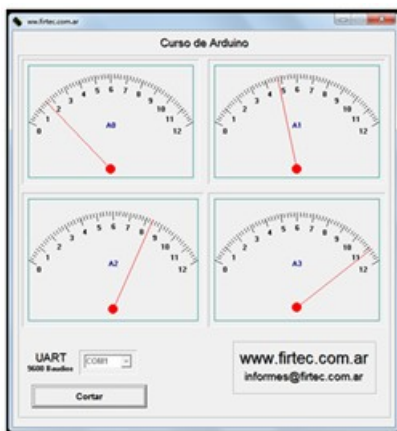 ww.firtec.com.ar
Curso de Arduino
0 1 2 3 4 5 6 7 8 9 10 11 12
A0
0 1 2 3 4 5 6 7 8 9 10 11 12
A1
0 1 2 3 4 5 6 7 8 9 10 11 12
A2
0 1 2 3 4 5 6 7 8 9 10 11 12
A3
UART
9600 Baudios
COM1
Cortar
www.firtec.com.ar
informes@firtec.com.ar